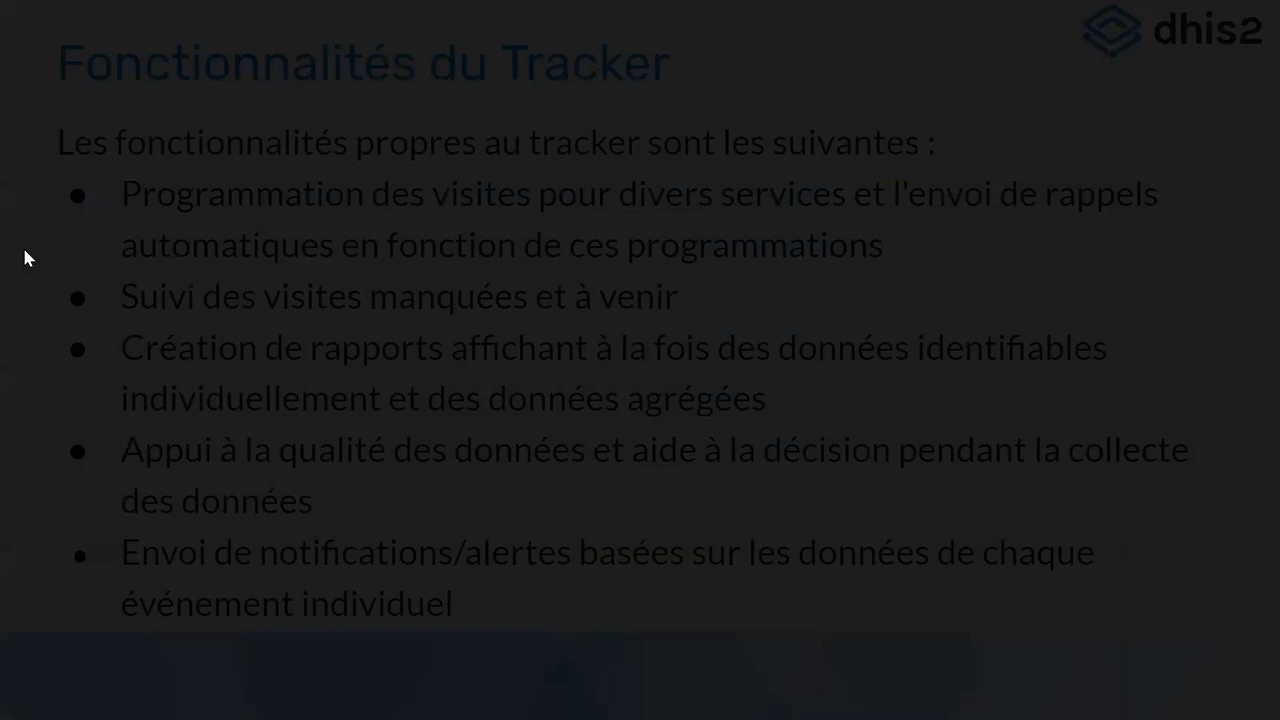 dhis2
Fonctionnalités du Tracker
Les fonctionnalités propres au tracker sont les suivantes :
● Programmation des visites pour divers services et l'envoi de rappels
automatiques en fonction de ces programmations
● Suivi des visites manquées et à venir
● Création de rapports affichant à la fois des données identifiables
individuellement et des données agrégées
● Appui à la qualité des données et aide à la décision pendant la collecte
des données
● Envoi de notifications/alertes basées sur les données de chaque
événement individuel